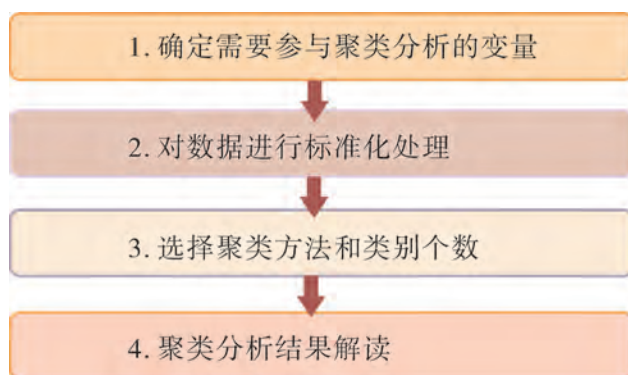 1. 确定需要参与聚类分析的变量
2. 对数据进行标准化处理
3. 选择聚类方法和类别个数
4. 聚类分析结果解读